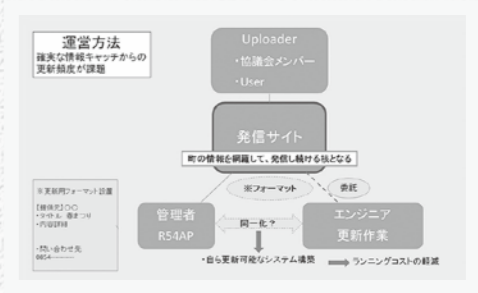 運営方法
確実な情報キャッチからの
更新頻度が課題
Uploader
・協議会メンバー
・User
発信サイト
町の情報を網羅して、発信し続ける核となる
※フォーマット
委託
※更新用フォーマット設置
【提供元】〇〇
・タイトル 春まつり
・内容詳細
・問い合わせ先
0854-
管理者
R54AP
同一化?
エンジニア
更新作業
・自ら更新可能なシステム構築
ランニングコストの軽減